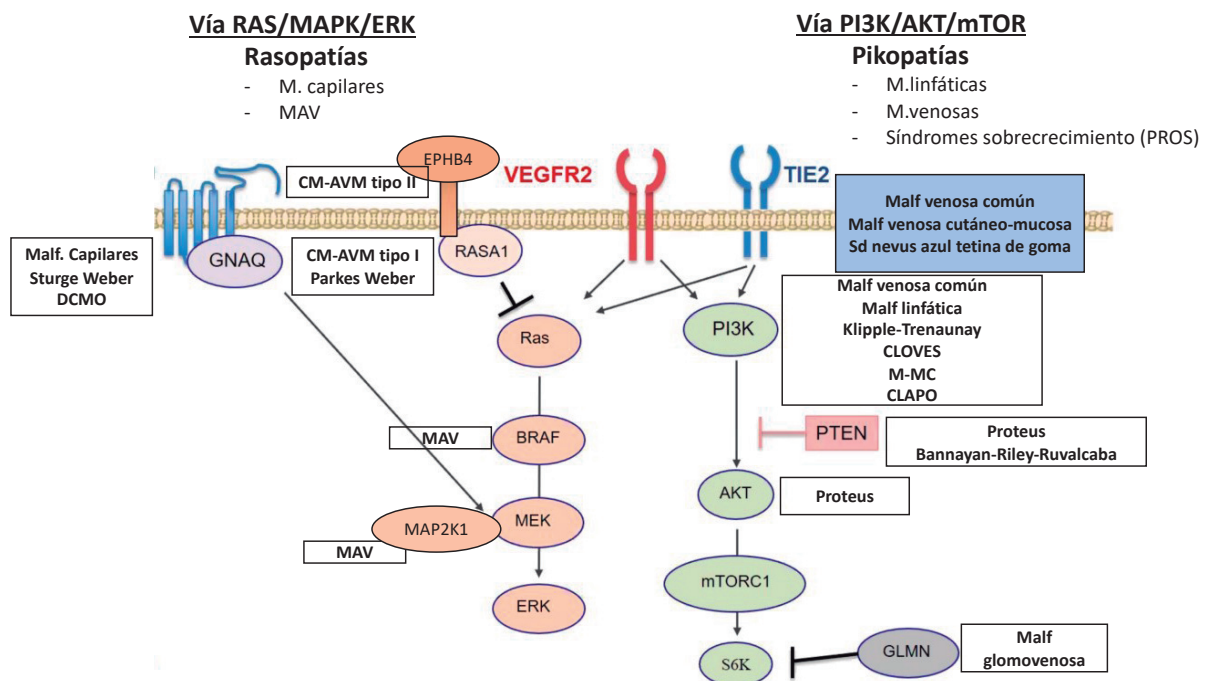 Vía RAS/MAPK/ERK
Rasopatías
- M. capilares
- MAV
Vía PI3K/AKT/mTOR
Pikopatías
- M.linfáticas
- M.venosas
- Síndromes sobrecrecimiento (PROS)
EPHB4
CM-AVM tipo II
VEGFR2
TIE2
Malf venosa común
Malf venosa cutáneo-mucosa
Sd nevus azul tetina de goma
Malf. Capilares
Sturge Weber
DCMO
GNAQ
CM-AVM tipo I
Parkes Weber
RASA1
Ras
PI3K
Malf venosa común
Malf linfática
Klipple-Trenaunay
CLOVES
M-MC
CLAPO
MAV
BRAF
PTEN
Proteus
Bannayan-Riley-Ruvalcaba
AKT
Proteus
MAP2K1
MEK
MAV
mTORC1
ERK
S6K
GLMN
Malf
glomovenosa